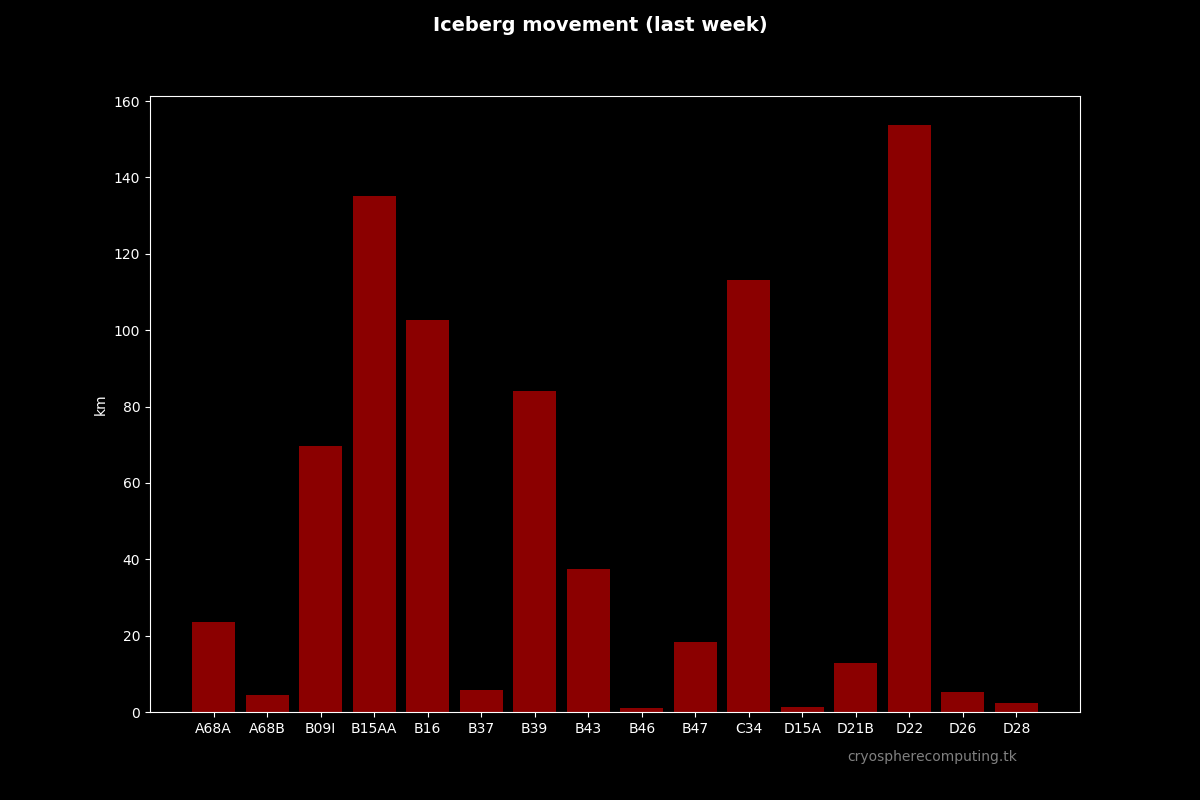 Iceberg movement (last week)
160
140
120
100
80
60
40
20
0
km
A68A A68B B09I B15AA B16 B37 B39 B43 B46 B47 C34 D15A D21B D22 D26 D28
cryospherecomputing.tk